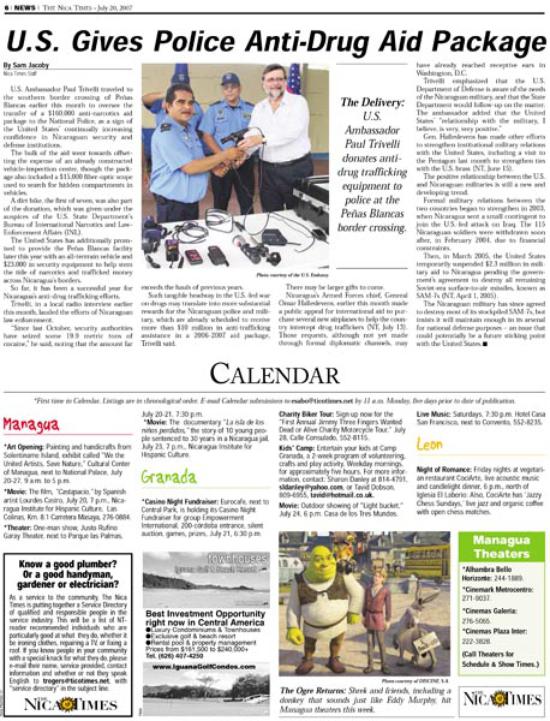 6 | NEWS | THE NICA TIMES - July 20, 2007
U.S. Gives Police Anti-Drug Aid Package
By Sam Jacoby
Nica Times Staff
U.S. Ambassador Paul Trivelli traveled to
the southern border crossing of Peñas
Blancas earlier this month to oversee the
transfer of a $160,000 anti-narcotics aid
package to the National Police, as a sign of
the United States' continually increasing
confidence in Nicaraguan security and
defense institutions.
The bulk of the aid went towards offset-
ting the expense of an already constructed
vehicle-inspection center, though the pack-
age also included a $15,000 fiber-optic scope
used to search for hidden compartments in
vehicles.
A dirt bike, the first of seven, was also part
of the donation, which was given under the
auspices of the U.S. State Department's
Bureau of International Narcotics and Law-
Enforcement Affairs (INL).
The United States has additionally prom-
ised to provide the Peñas Blancas facility
later this year with an all-terrain vehicle and
$23,000 in security equipment to help stem
the tide of narcotics and trafficked money
across Nicaragua's borders.
So far, it has been a successful year for
Nicaragua's anti-drug trafficking efforts.
Trivelli, in a local radio interview earlier
this month, lauded the efforts of Nicaraguan
law enforcement.
"Since last October, security authorities
have seized some 19.9 metric tons of
cocaine," he said, noting that the amount far
Photo courtesy of the U.S. Embassy
exceeds the funds of previous years.
Such tangible headway in the U.S.-led war
on drugs may translate into more substantial
rewards for the Nicaraguan police and mili-
tary, which are already scheduled to receive
more than $10 million in anti-trafficking
assistance in a 2006-2007 aid package,
Trivelli said.
The Delivery:
U.S.
Ambassador
Paul Trivelli
donates anti-
drug trafficking
equipment to
police at the
Peñas Blancas
border crossing.
There may be larger gifts to come.
Nicaragua's Armed Forces chief, General
Omar Halleslevens, earlier this month made
a public appeal for international aid to pur-
chase several new airplanes to help the coun-
try intercept drug traffickers (NT, July 13).
Those requests, although not yet made
through formal diplomatic channels, may
have already reached receptive ears in
Washington, D.C.
Trivelli emphasized that the U.S.
Department of Defense is aware of the needs
of the Nicaraguan military, and that the State
Department would follow-up on the matter.
The ambassador added that the United
States' "relationship with the military, I
believe, is very, very positive."
Gen. Halleslevens has made other efforts
to strengthen institutional military relations
with the United States, including a visit to
the Pentagon last month to strengthen ties
with the U.S. brass (NT, June 15).
The positive relationship between the U.S.
and Nicaraguan militaries is still a new and
developing trend.
Formal military relations between the
two countries began to strengthen in 2003,
when Nicaragua sent a small contingent to
join the U.S.-led attack on Iraq. The 115
Nicaraguan soldiers were withdrawn soon
after, in February 2004, due to financial
constraints.
Then, in March 2005, the United States
temporarily suspended $2.3 million in mili-
tary aid to Nicaragua pending the govern-
ment's agreement to destroy all remaining
Soviet-era surface-to-air missiles, known as
SAM-7s (NT, April 1, 2005).
The Nicaraguan military has since agreed
to destroy most of its stockpiled SAM-7s, but
insists it will maintain enough in its arsenal
for national defense purposes – an issue that
could potentially be a future sticking point
with the United States. ■
CALENDAR
*First time to Calendar. Listings are in chronological order. E-mail Calendar submissions to esabo@ticotimes.net by 11 a.m. Monday, five days prior to date of publication.
Managua
*Art Opening: Painting and handicrafts from
Solentiname Island, exhibit called "We the
United Artists, Save Nature," Cultural Center
of Managua, next to National Palace, July
20-27, 9 a.m. to 5 p.m.
*Movie: The film, "Castapacio," by Spanish
artist Lourdes Castro, July 20, 7 p.m., Nica-
ragua Institute for Hispanic Culture, Las
Colinas, Km. 8.1 Carretera Masaya, 276-0884.
*Theater: One-man show, Justo Rufino
Garay Theater, next to Parque las Palmas,
July 20-21, 7:30 p.m.
*Movie: The documentary "La isla de los
niños perdidos," the story of 10 young peo-
ple sentenced to 30 years in a Nicaragua jail.
July 23, 7 p.m., Nicaragua Institute for
Hispanic Culture.
Granada
*Casino Night Fundraiser: Eurocafe, next to
Central Park, is holding its Casino Night
Fundraiser for group Empowerment
International, 200-córdoba entrance, silent
auction, games, prizes, July 21, 6:30 p.m.
Charity Biker Tour: Sign up now for the
"First Annual Jimmy Three Fingers Wanted
Dead or Alive Charity Motorcycle Tour." July
28, Calle Consulado, 552-8115.
Kids' Camp: Entertain your kids at Camp
Granada, a 2-week program of volunteering,
crafts and play activity. Weekday mornings,
for approximately five hours. For more infor-
mation, contact: Sharon Danley at 814-4791,
sldanley@yahoo.com, or Tavid Dobson,
809-6955, tavid@hotmail.co.uk.
Movie: Outdoor showing of "Light bucket,"
July 24, 6 p.m. Casa de los Tres Mundos.
Live Music: Saturdays, 7:30 p.m. Hotel Casa
San Francisco, next to Convento, 552-8235.
Leon
Night of Romance: Friday nights at vegetari-
an restaurant CocinArte, live acoustic music
and candlelight dinner, 6 p.m., north of
Iglesia El Laborio. Also, CocinArte has 'Jazzy
Chess Sundays,' live jazz and organic coffee
with open chess matches.
Know a good plumber?
Or a good handyman,
gardener or electrician?
As a service to the community, The Nica
Times is putting together a Service Directory
of qualified and responsible people in the
service industry. This will be a list of NT-
reader recommended individuals who are
particularly good at what they do, whether it
be ironing clothes, repairing a TV, or fixing a
roof. If you know people in your community
with a special knack for what they do, please
e-mail their name, service provided, contact
information and whether or not they speak
English to trogers@ticotimes.net, with
"service directory" in the subject line.
THE
NICA TIMES
townhouses
Iguana Golf & Beach Resort
Best Investment Opportunity
right now in Central America
●Luxury Condominiums & Townhouses
●Exclusive golf & beach resort
●Rental pool & property management
Prices from $161,500 to $240,000+
Tel. (626) 407-4250
www.IguanaGolfCondos.com
Photo courtesy of DISCINE, S.A.
The Ogre Returns: Shrek and friends, including a
donkey that sounds just like Eddy Murphy, hit
Managua theaters this week.
Managua
Theaters
*Alhambra Bello
Horizonte: 244-1889.
*Cinemark Metrocentro:
271-9037.
*Cinemas Galería:
276-5065.
*Cinemas Plaza Inter:
222-3828.
(Call Theaters for
Schedule & Show Times.)
THE
NICA TIMES